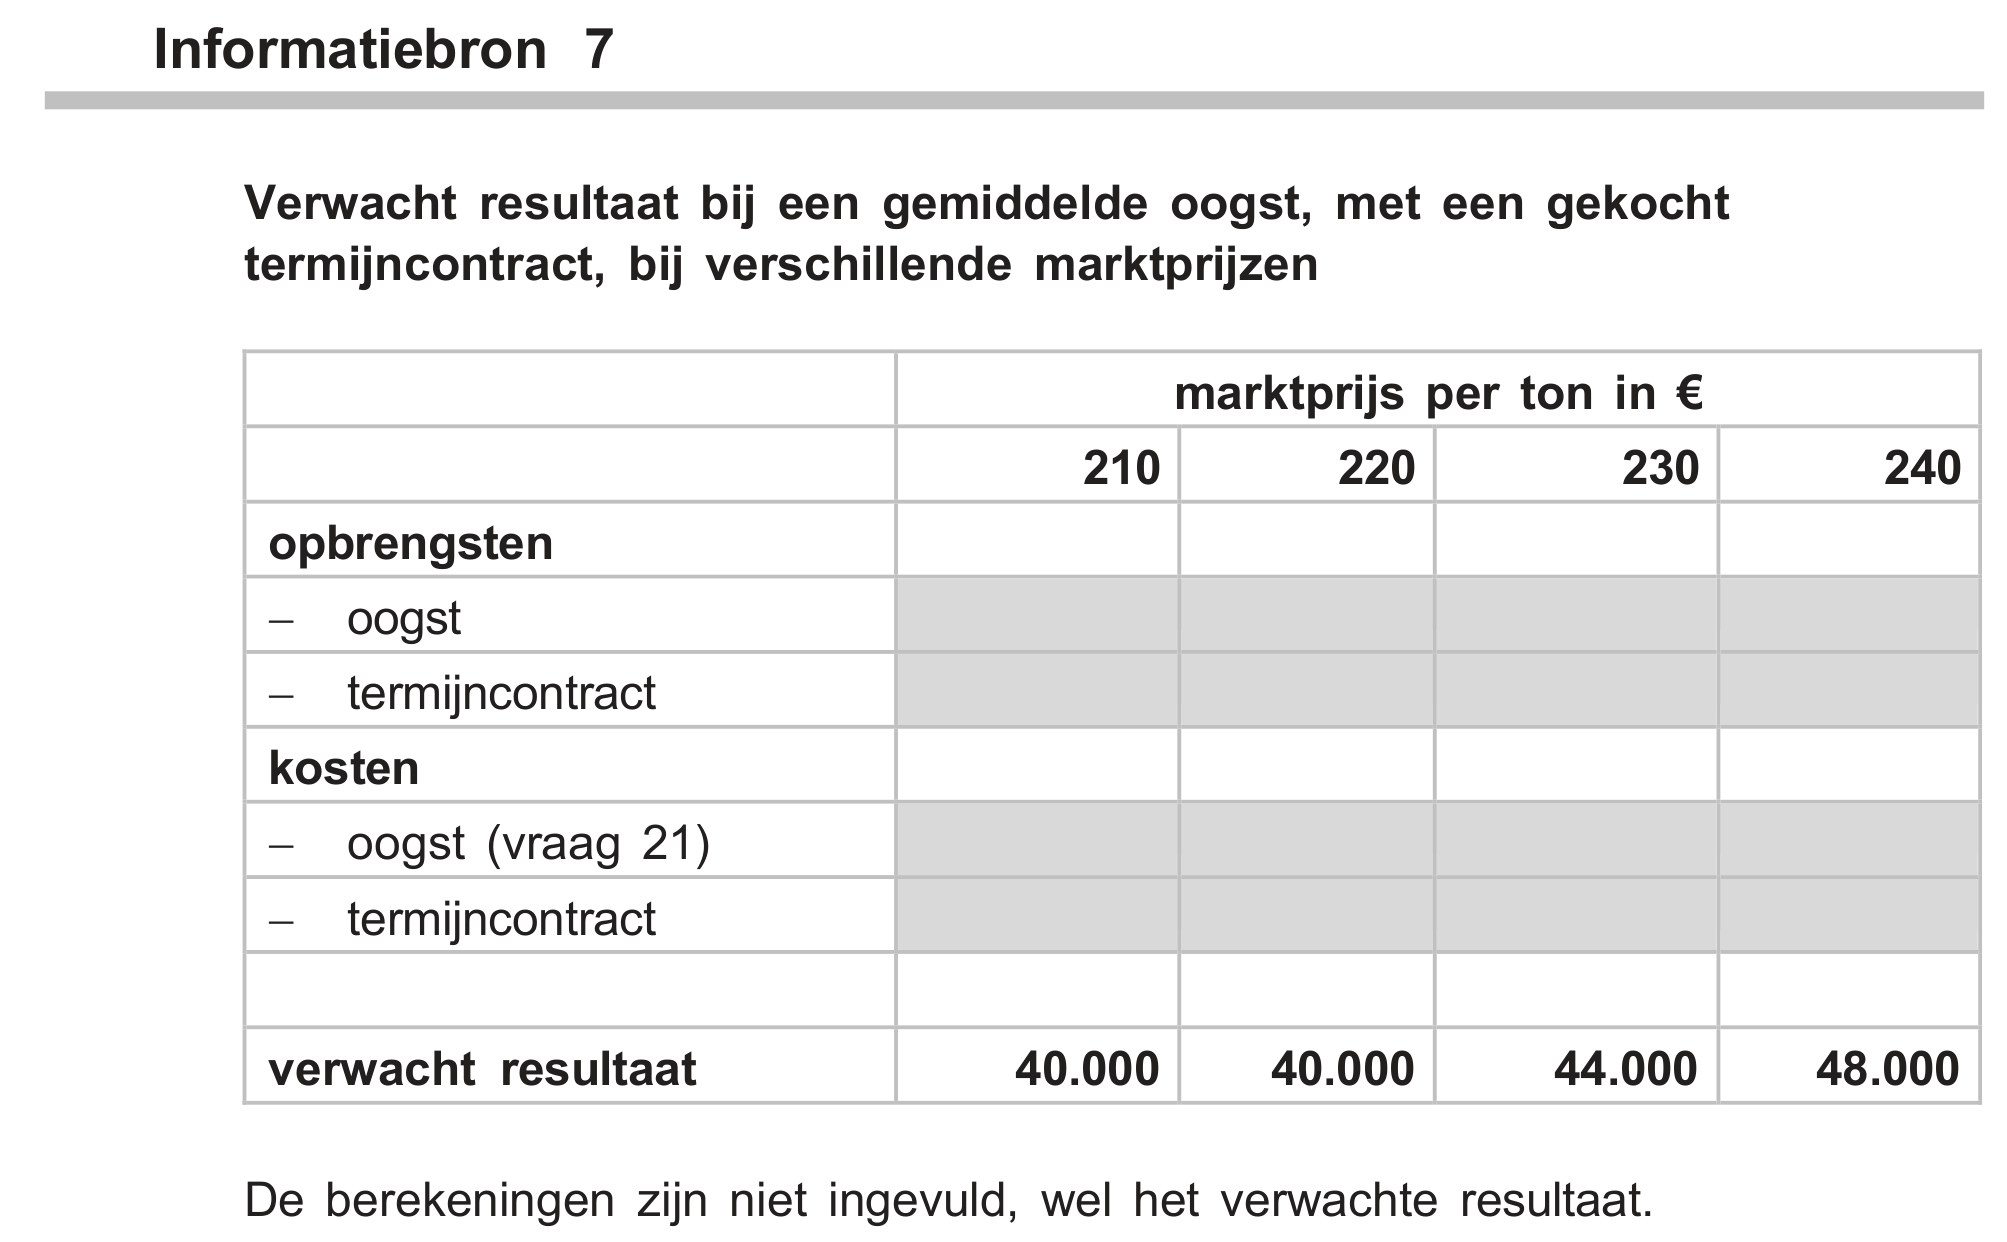 Informatiebron 7
Verwacht resultaat bij een gemiddelde oogst, met een gekocht
termijncontract, bij verschillende marktprijzen
marktprijs per ton in €
210 220 230 240
opbrengsten
– oogst
– termijncontract
kosten
– oogst (vraag 21)
– termijncontract
verwacht resultaat 40.000 40.000 44.000 48.000
De berekeningen zijn niet ingevuld, wel het verwachte resultaat.